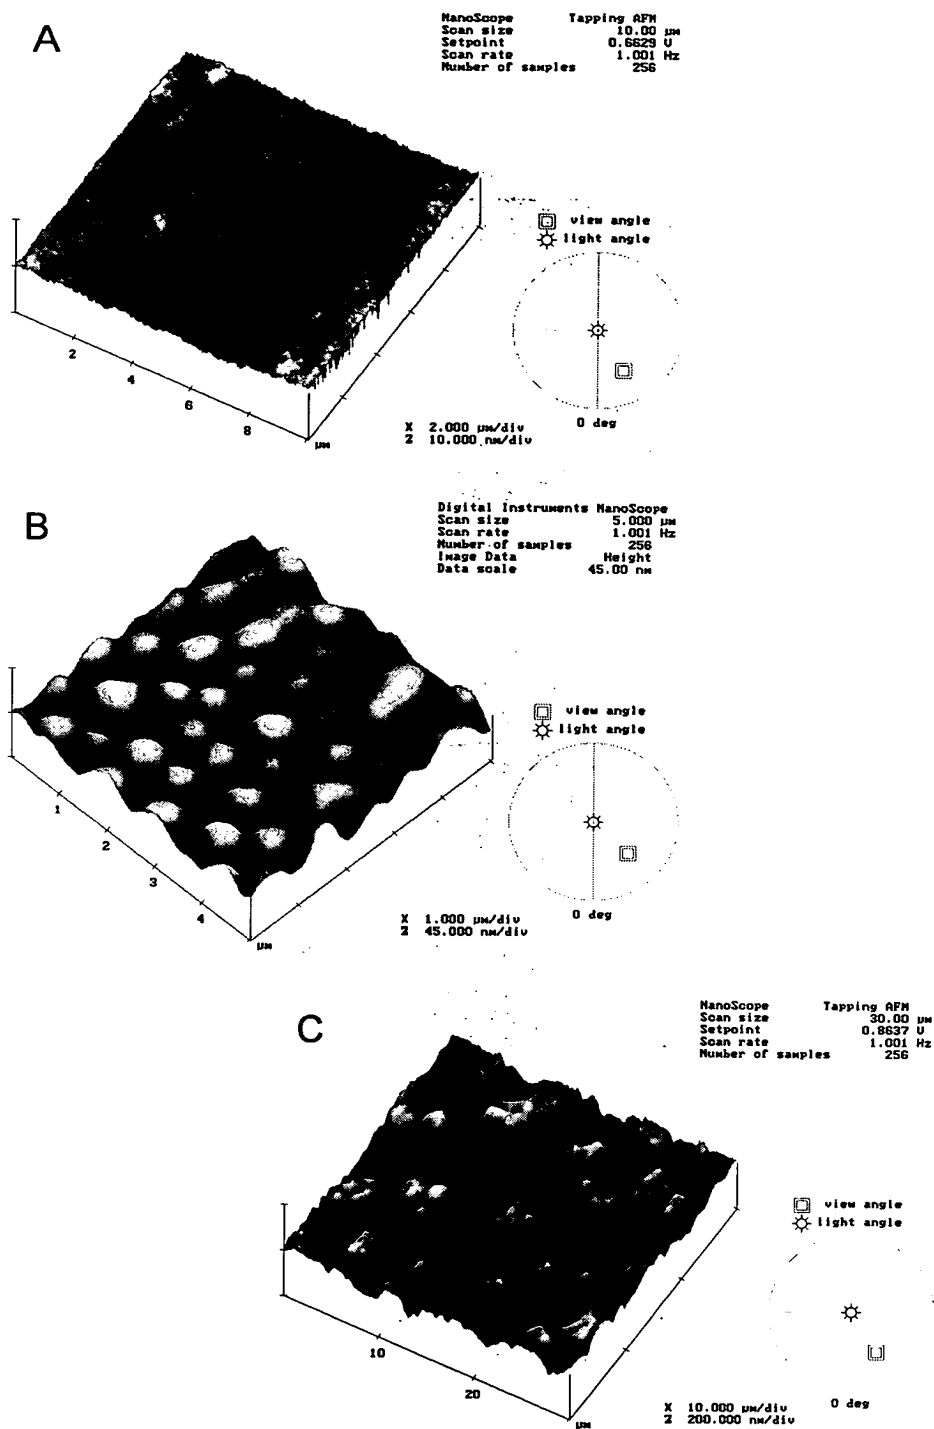 A
NanoScope Tapping AFM
Scan size 10.00 µm
Setpoint 0.6629 V
Scan rate 1.001 Hz
Number of samples 256
view angle
light angle
2
4
6
8
µm
0 deg
X 2.000 µm/div
Z 10.000 nm/div
B
Digital Instruments NanoScope
Scan size 5.000 µm
Scan rate 1.001 Hz
Number of samples 256
Image Data Height
Data scale 45.00 nm
view angle
light angle
1
2
3
4
µm
0 deg
X 1.000 µm/div
Z 45.000 nm/div
C
NanoScope Tapping AFM
Scan size 30.00 µm
Setpoint 0.8637 V
Scan rate 1.001 Hz
Number of samples 256
view angle
light angle
10
20
µm
0 deg
X 10.000 µm/div
Z 200.000 nm/div